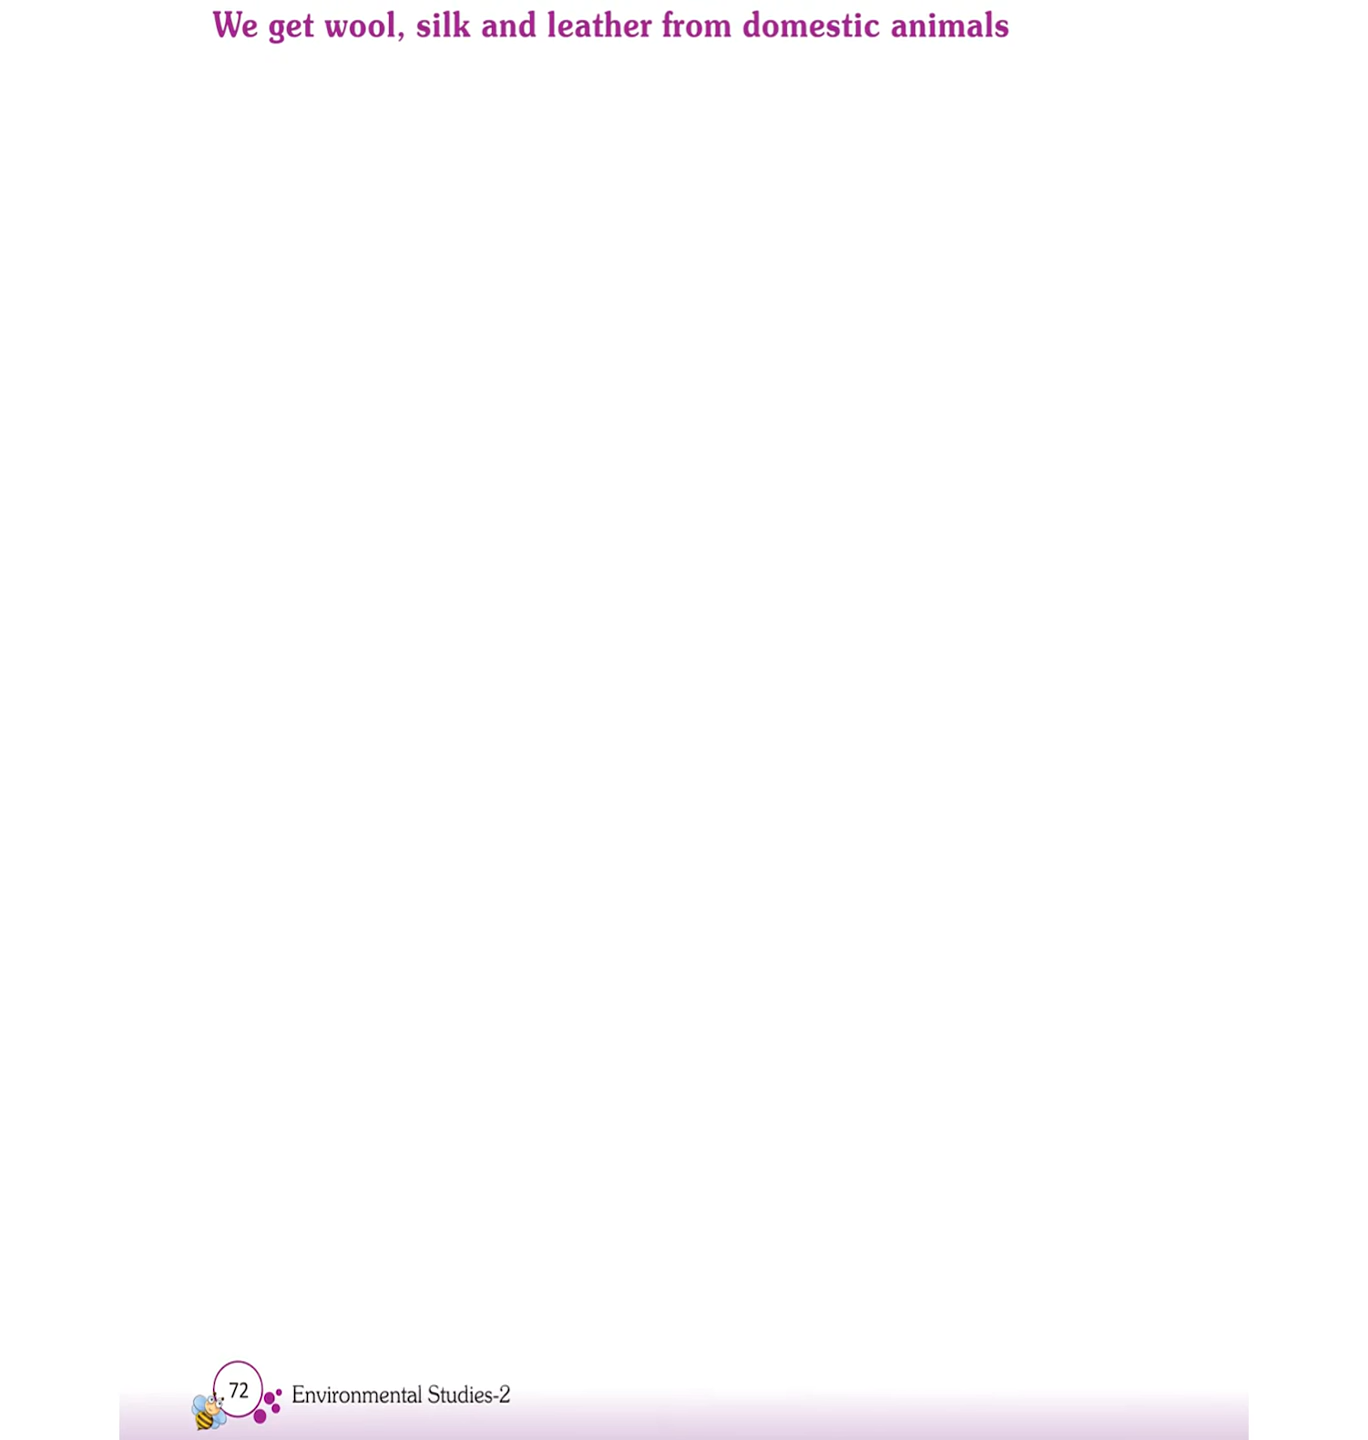 We get wool, silk and leather from domestic animals
72
Environmental Studies-2